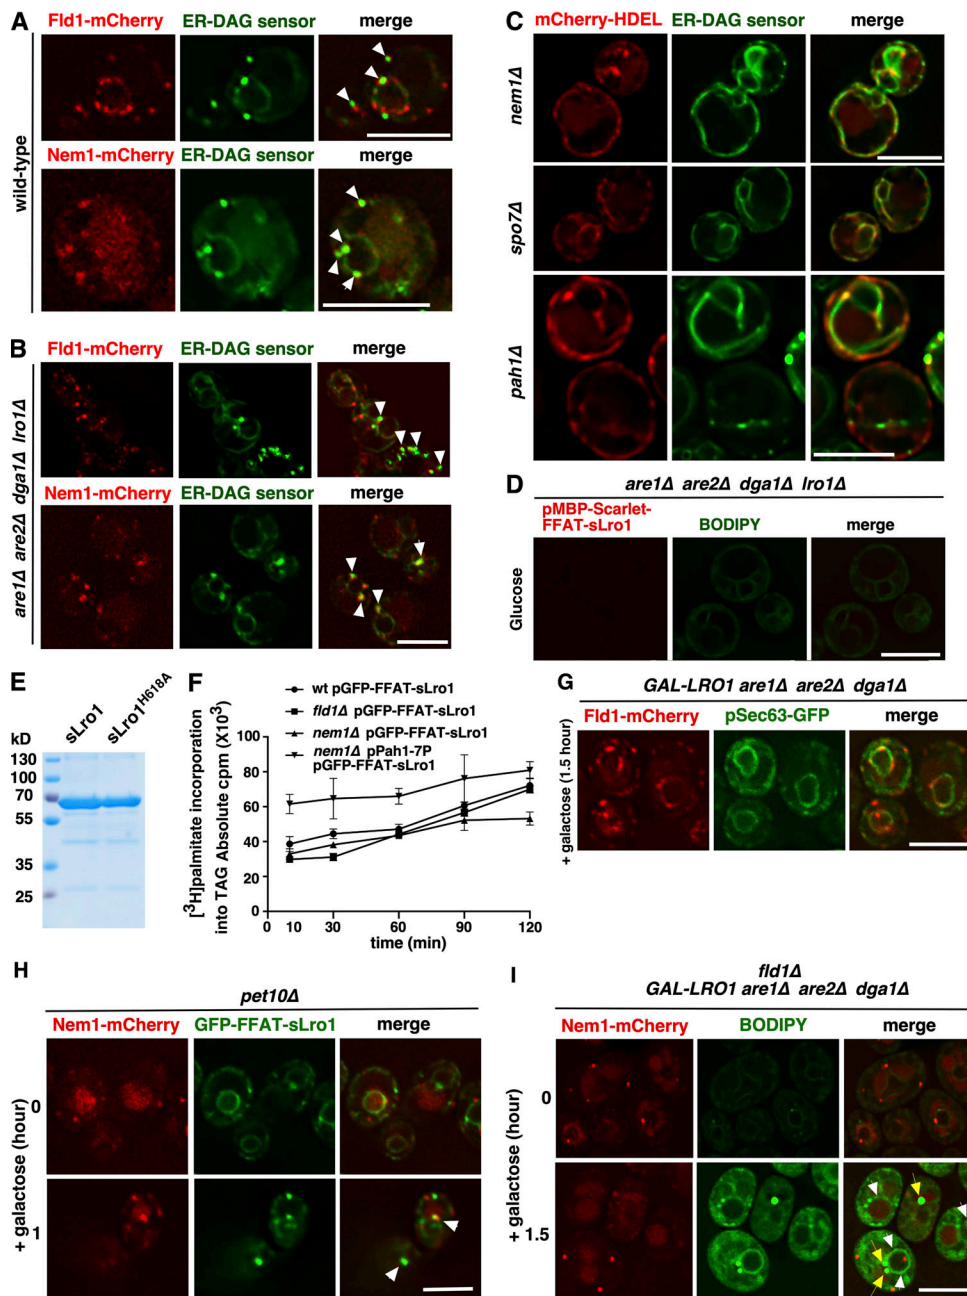 A
Fld1-mCherry ER-DAG sensor merge
Nem1-mCherry ER-DAG sensor merge
wild-type
B
Fld1-mCherry ER-DAG sensor merge
Nem1-mCherry ER-DAG sensor merge
are1Δ are2Δ dga1Δ lro1Δ
C
mCherry-HDEL ER-DAG sensor merge
nem1Δ
spo7Δ
pah1Δ
D
are1Δ are2Δ dga1Δ lro1Δ
pMBP-Scarlet-
FFAT-sLro1 BODIPY merge
Glucose
E
sLro1 sLro1H618A
kD
130
100
70
55
35
25
F
wt pGFP-FFAT-sLro1
fld1Δ pGFP-FFAT-sLro1
nem1Δ pGFP-FFAT-sLro1
nem1Δ pPah1-7P
pGFP-FFAT-sLro1
[3H]palmitate incorporation
into TAG Absolute cpm (X103)
100
80
60
40
20
0
0 10 30 60 90 120
time (min)
G
GAL-LRO1 are1Δ are2Δ dga1Δ
Fld1-mCherry pSec63-GFP merge
+ galactose (1.5 hour)
H
pet10Δ
Nem1-mCherry GFP-FFAT-sLro1 merge
0
1
+ galactose (hour)
I
fld1Δ
GAL-LRO1 are1Δ are2Δ dga1Δ
Nem1-mCherry BODIPY merge
0
1.5
+ galactose (hour)